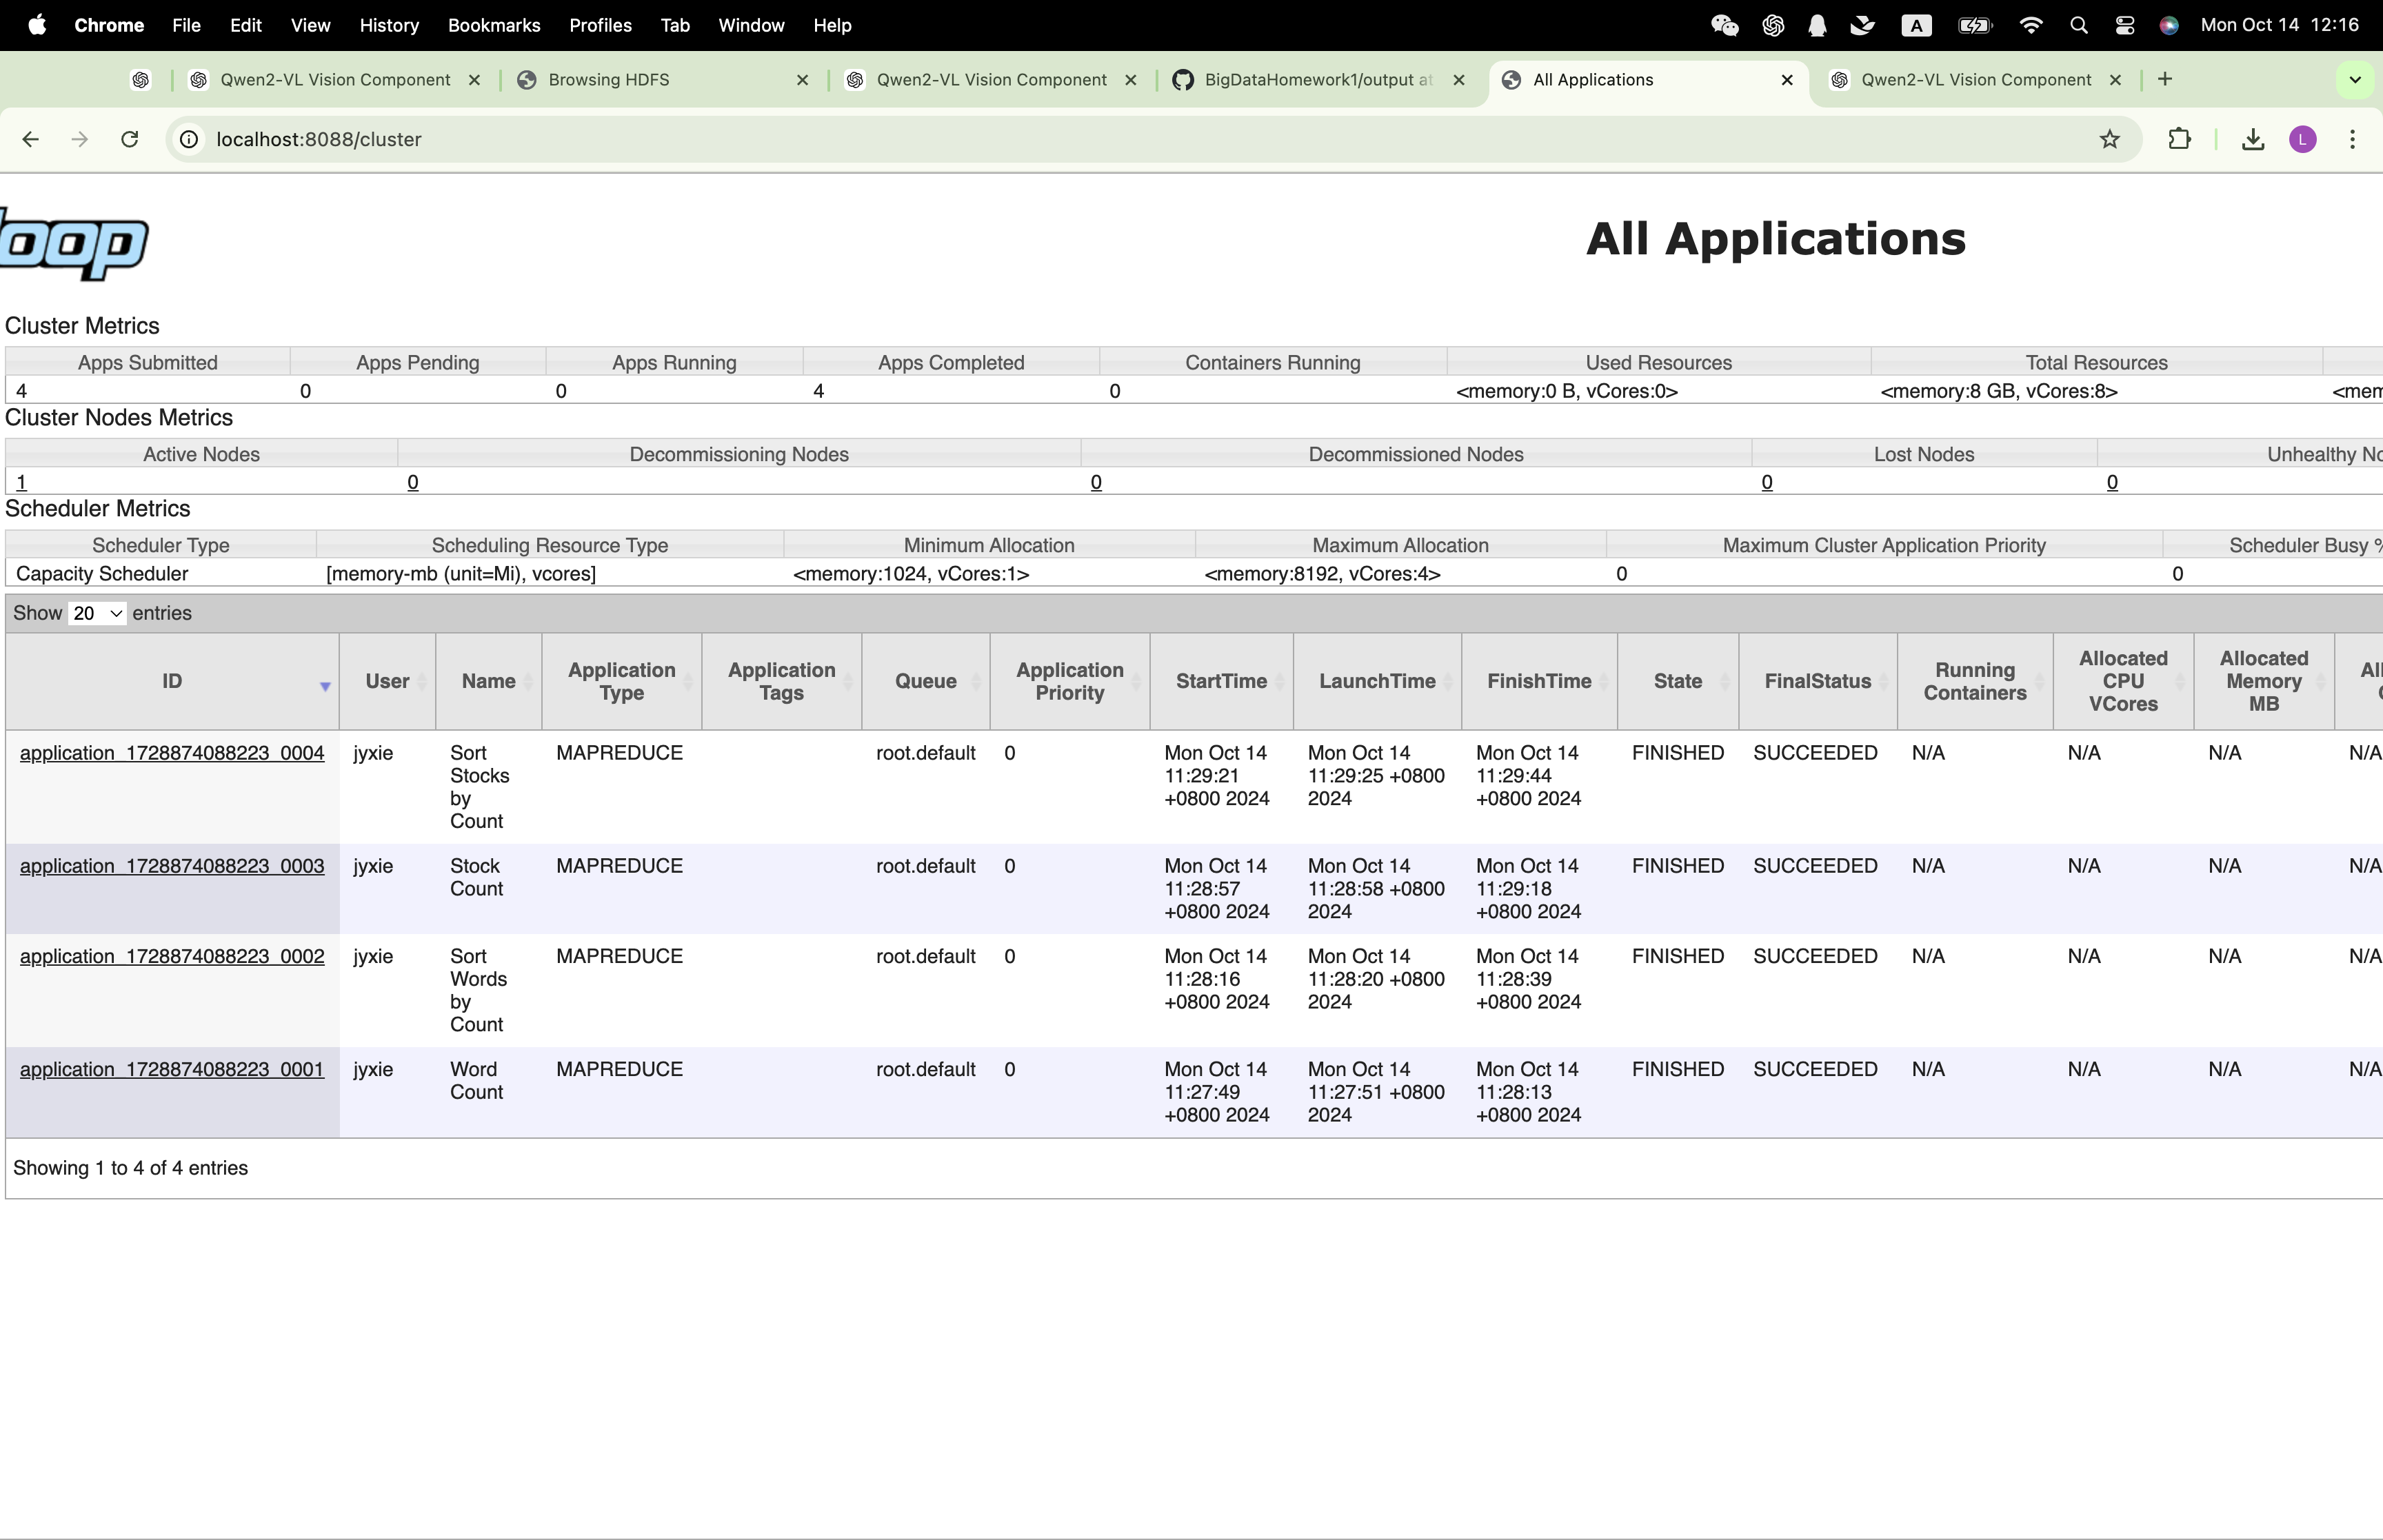 Chrome File Edit View History Bookmarks Profiles Tab Window Help A Mon Oct 14 12:16
Qwen2-VL Vision Component Browsing HDFS Qwen2-VL Vision Component BigDataHomework1/output at All Applications Qwen2-VL Vision Component
localhost:8088/cluster L
All Applications
Cluster Metrics
Apps Submitted Apps Pending Apps Running Apps Completed Containers Running Used Resources Total Resources
4 0 0 4 0 <memory:0 B, vCores:0> <memory:8 GB, vCores:8> <mem
Cluster Nodes Metrics
Active Nodes Decommissioning Nodes Decommissioned Nodes Lost Nodes Unhealthy No
1 0 0 0 0
Scheduler Metrics
Scheduler Type Scheduling Resource Type Minimum Allocation Maximum Allocation Maximum Cluster Application Priority Scheduler Busy %
Capacity Scheduler [memory-mb (unit=Mi), vcores] <memory:1024, vCores:1> <memory:8192, vCores:4> 0 0
Show 20 entries
ID User Name Application Type Application Tags Queue Application Priority StartTime LaunchTime FinishTime State FinalStatus Running Containers Allocated CPU VCores Allocated Memory MB
application_1728874088223_0004 jyxie Sort MAPREDUCE root.default 0 Mon Oct 14 Mon Oct 14 Mon Oct 14 FINISHED SUCCEEDED N/A N/A N/A N/A
Stocks 11:29:21 11:29:25 +0800 11:29:44
by +0800 2024 2024 +0800 2024
Count
application_1728874088223_0003 jyxie Stock MAPREDUCE root.default 0 Mon Oct 14 Mon Oct 14 Mon Oct 14 FINISHED SUCCEEDED N/A N/A N/A N/A
Count 11:28:57 11:28:58 +0800 11:29:18
+0800 2024 2024 +0800 2024
application_1728874088223_0002 jyxie Sort MAPREDUCE root.default 0 Mon Oct 14 Mon Oct 14 Mon Oct 14 FINISHED SUCCEEDED N/A N/A N/A N/A
Words 11:28:16 11:28:20 +0800 11:28:39
by +0800 2024 2024 +0800 2024
Count
application_1728874088223_0001 jyxie Word MAPREDUCE root.default 0 Mon Oct 14 Mon Oct 14 Mon Oct 14 FINISHED SUCCEEDED N/A N/A N/A N/A
Count 11:27:49 11:27:51 +0800 11:28:13
+0800 2024 2024 +0800 2024
Showing 1 to 4 of 4 entries